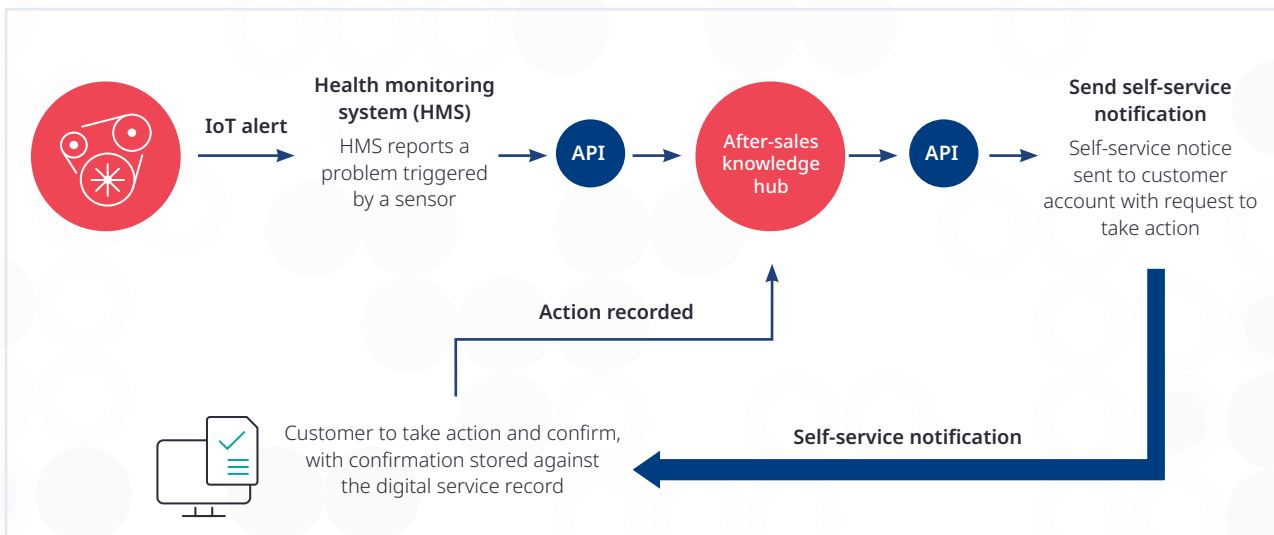 IoT alert
Health monitoring
system (HMS)
HMS reports a
problem triggered
by a sensor
API
After-sales
knowledge
hub
API
Send self-service
notification
Self-service notice
sent to customer
account with request to
take action
Action recorded
Self-service notification
Customer to take action and confirm,
with confirmation stored against
the digital service record